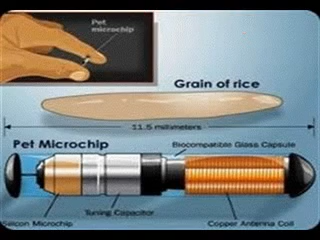 Pet
microchip
Grain of rice
11.5 millimeters
Pet Microchip
Biocompatible Glass Capsule
Silicon Microchip
Tuning Capacitor
Copper Antenna Coil